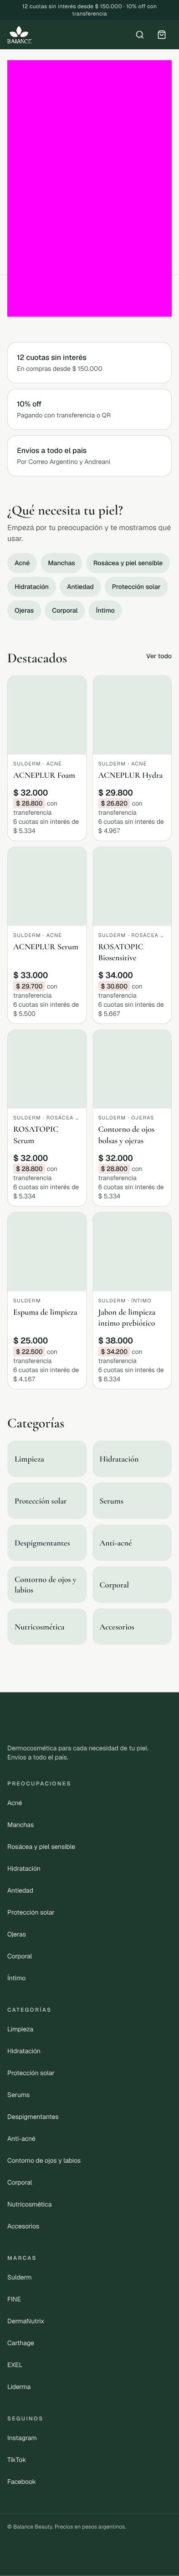 12 cuotas sin interés desde $ 150.000 · 10% off con
transferencia
BALANCE
12 cuotas sin interés
En compras desde $ 150.000
10% off
Pagando con transferencia o QR
Envíos a todo el país
Por Correo Argentino y Andreani
¿Qué necesita tu piel?
Empezá por tu preocupación y te mostramos qué
usar.
Acné
Manchas
Rosácea y piel sensible
Hidratación
Antiedad
Protección solar
Ojeras
Corporal
Íntimo
Destacados
Ver todo
SULDERM · ACNÉ
ACNEPLUR Foam
$ 32.000
$ 28.800 con
transferencia
6 cuotas sin interés de
$ 5.334
SULDERM · ACNÉ
ACNEPLUR Hydra
$ 29.800
$ 26.820 con
transferencia
6 cuotas sin interés de
$ 4.967
SULDERM · ACNÉ
ACNEPLUR Serum
$ 33.000
$ 29.700 con
transferencia
6 cuotas sin interés de
$ 5.500
SULDERM · ROSÁCEA ...
ROSATOPIC
Biosensitive
$ 34.000
$ 30.600 con
transferencia
6 cuotas sin interés de
$ 5.667
SULDERM · ROSÁCEA ...
ROSATOPIC
Serum
$ 32.000
$ 28.800 con
transferencia
6 cuotas sin interés de
$ 5.334
SULDERM · OJERAS
Contorno de ojos
bolsas y ojeras
$ 32.000
$ 28.800 con
transferencia
6 cuotas sin interés de
$ 5.334
SULDERM
Espuma de limpieza
$ 25.000
$ 22.500 con
transferencia
6 cuotas sin interés de
$ 4.167
SULDERM · ÍNTIMO
Jabon de limpieza
intimo prebiótico
$ 38.000
$ 34.200 con
transferencia
6 cuotas sin interés de
$ 6.334
Categorías
Limpieza
Hidratación
Protección solar
Serums
Despigmentantes
Anti-acné
Contorno de ojos y
labios
Corporal
Nutricosmética
Accesorios
Dermocosmética para cada necesidad de tu piel.
Envíos a todo el país.
PREOCUPACIONES
Acné
Manchas
Rosácea y piel sensible
Hidratación
Antiedad
Protección solar
Ojeras
Corporal
Íntimo
CATEGORÍAS
Limpieza
Hidratación
Protección solar
Serums
Despigmentantes
Anti-acné
Contorno de ojos y labios
Corporal
Nutricosmética
Accesorios
MARCAS
Sulderm
FINE
DermaNutrix
Carthage
EXEL
Liderma
SEGUINOS
Instagram
TikTok
Facebook
© Balance Beauty. Precios en pesos argentinos.